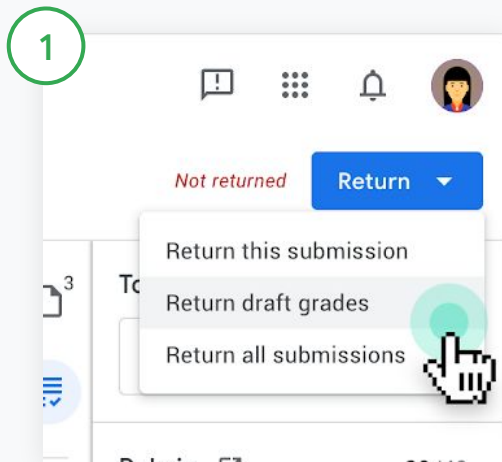 1
Not returned Return
Return this submission
3
Return draft grades
Return all submissions